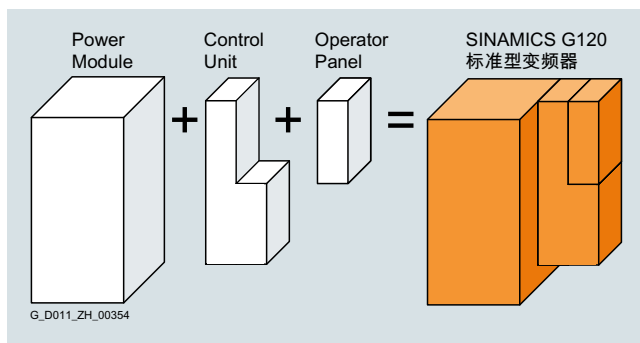 Power
Module
Control
Unit
Operator
Panel
SINAMICS G120
标准型变频器
+
+
=
G_D011_ZH_00354